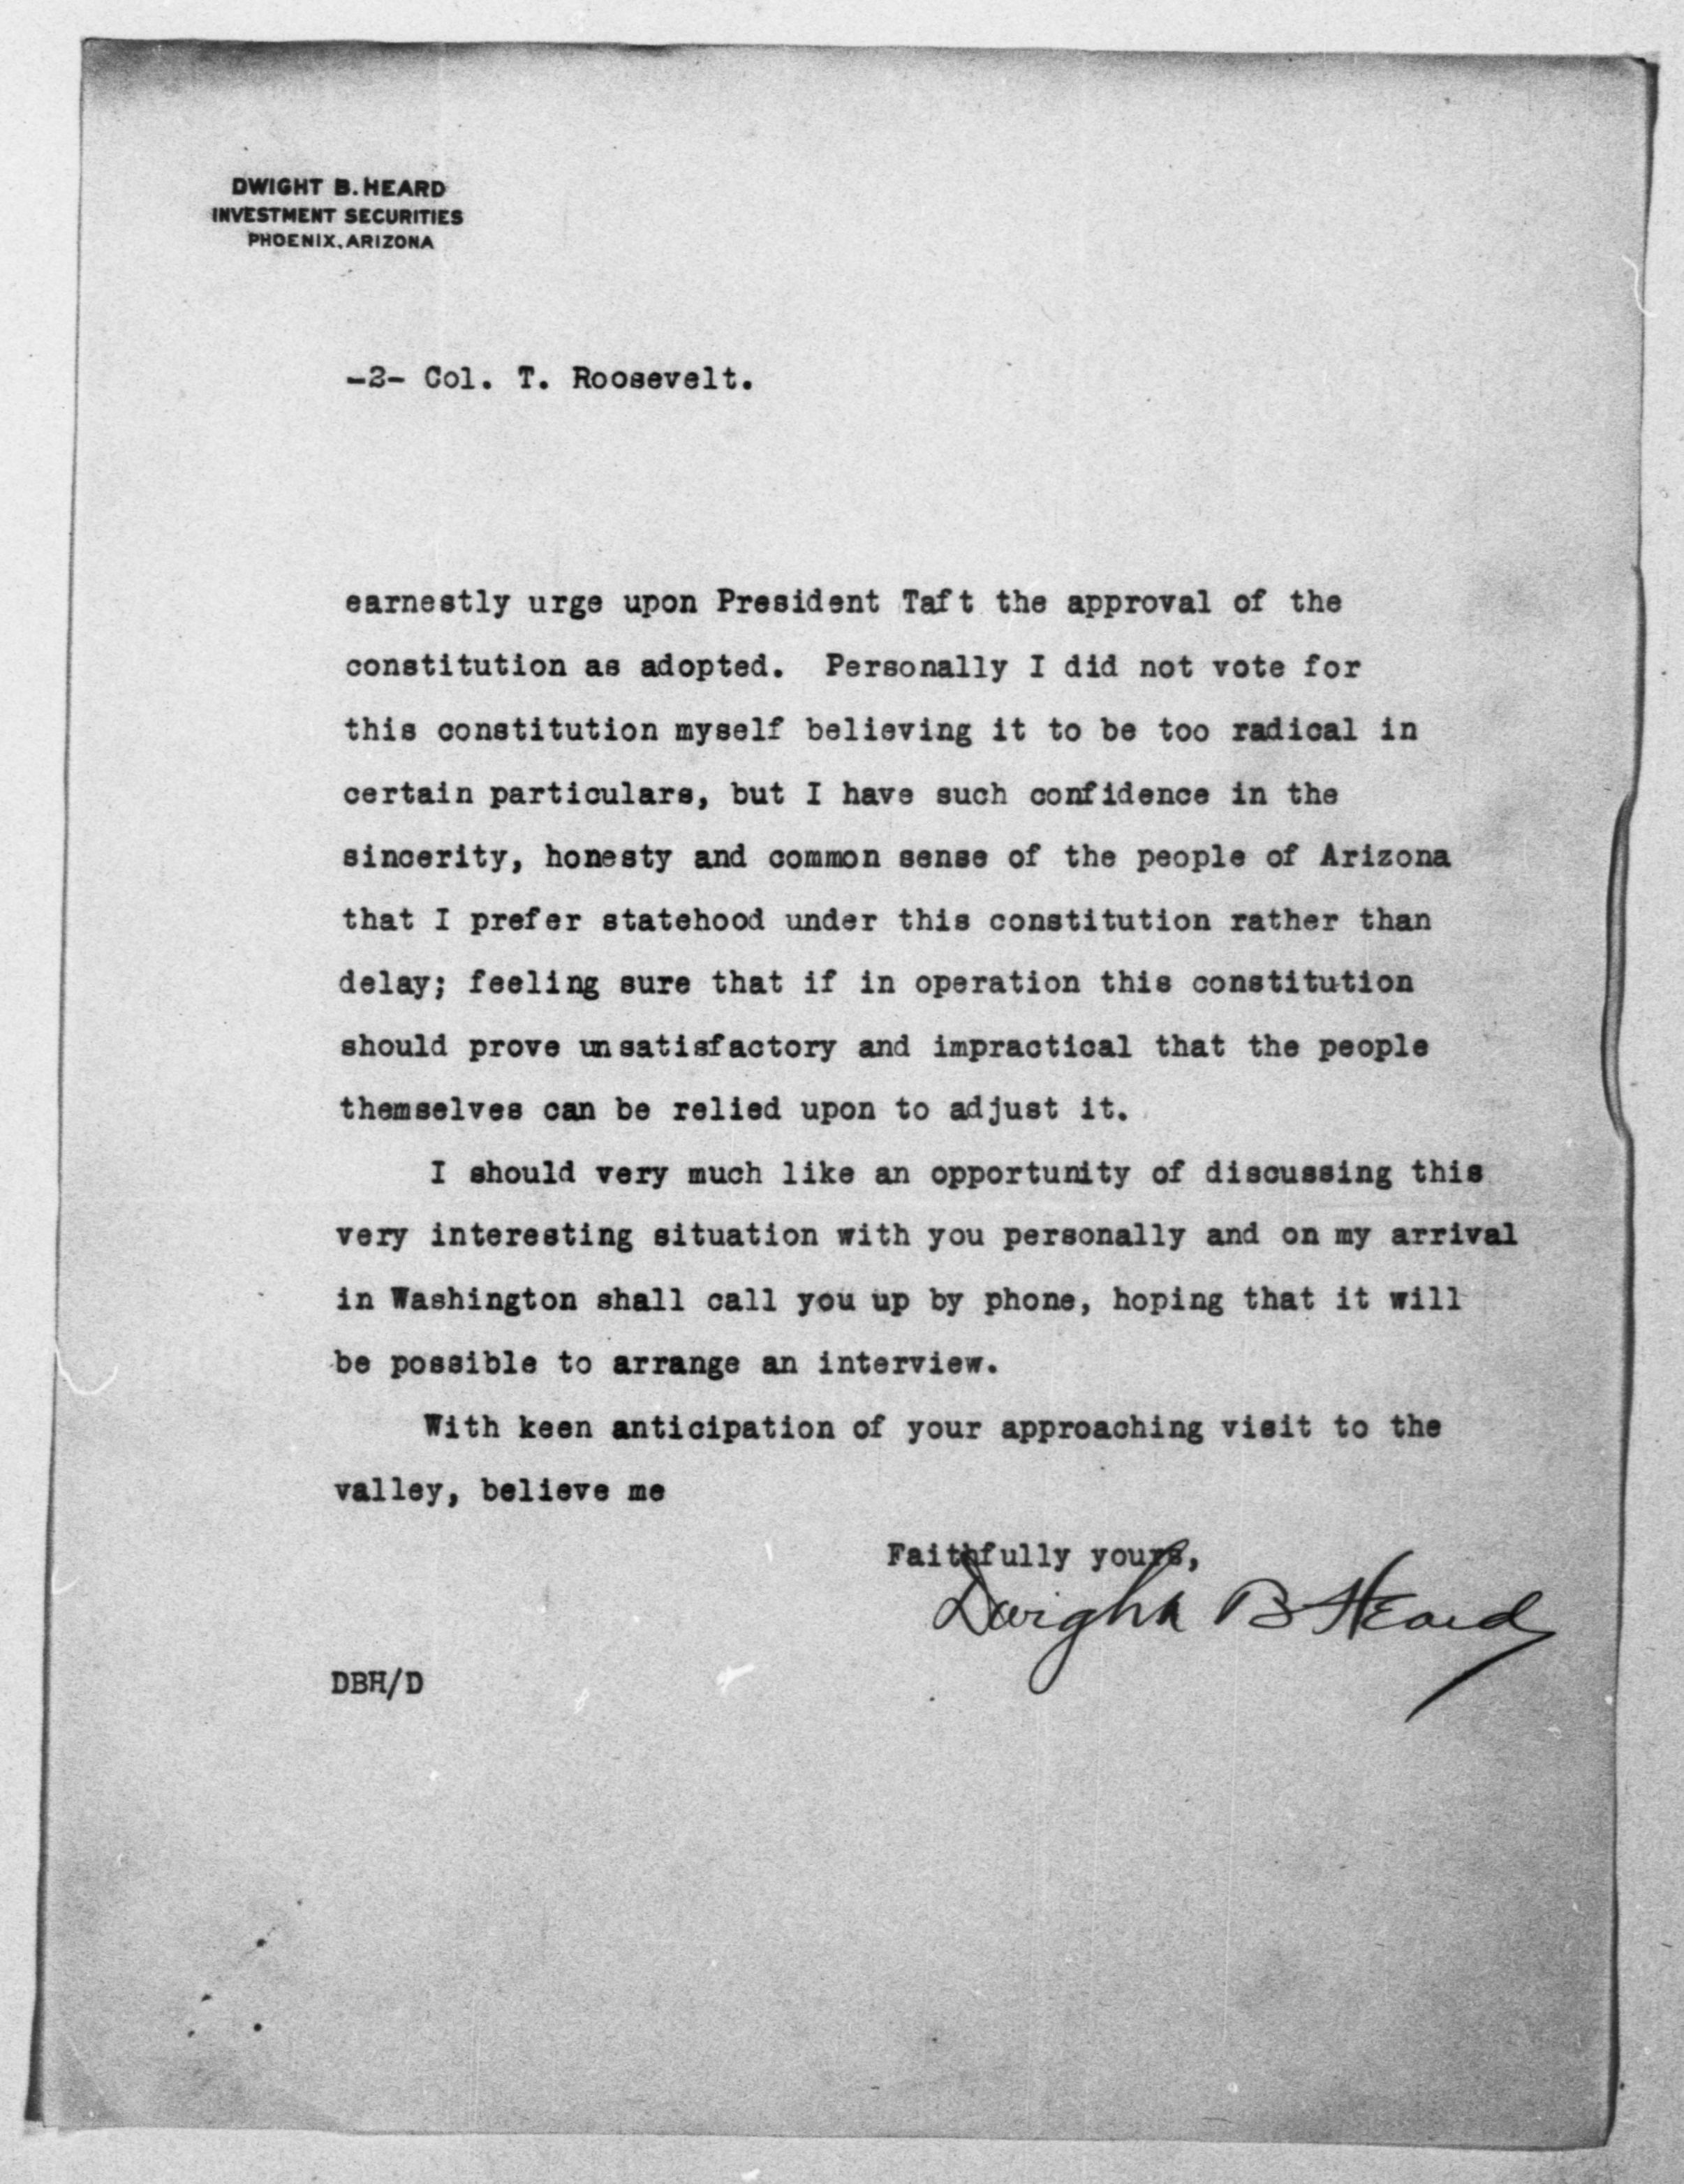 DWIGHT B. HEARD
INVESTMENT SECURITIES
PHOENIX, ARIZONA
-2- Col. T. Roosevelt.
earnestly urge upon President Taft the approval of the
constitution as adopted. Personally I did not vote for
this constitution myself believing it to be too radical in
certain particulars, but I have such confidence in the
sincerity, honesty and common sense of the people of Arizona
that I prefer statehood under this constitution rather than
delay; feeling sure that if in operation this constitution
should prove unsatisfactory and impractical that the people
themselves can be relied upon to adjust it.
I should very much like an opportunity of discussing this
very interesting situation with you personally and on my arrival
in Washington shall call you up by phone, hoping that it will
be possible to arrange an interview.
With keen anticipation of your approaching visit to the
valley, believe me
Faithfully yours,
Dwight B Heard
DBH/D